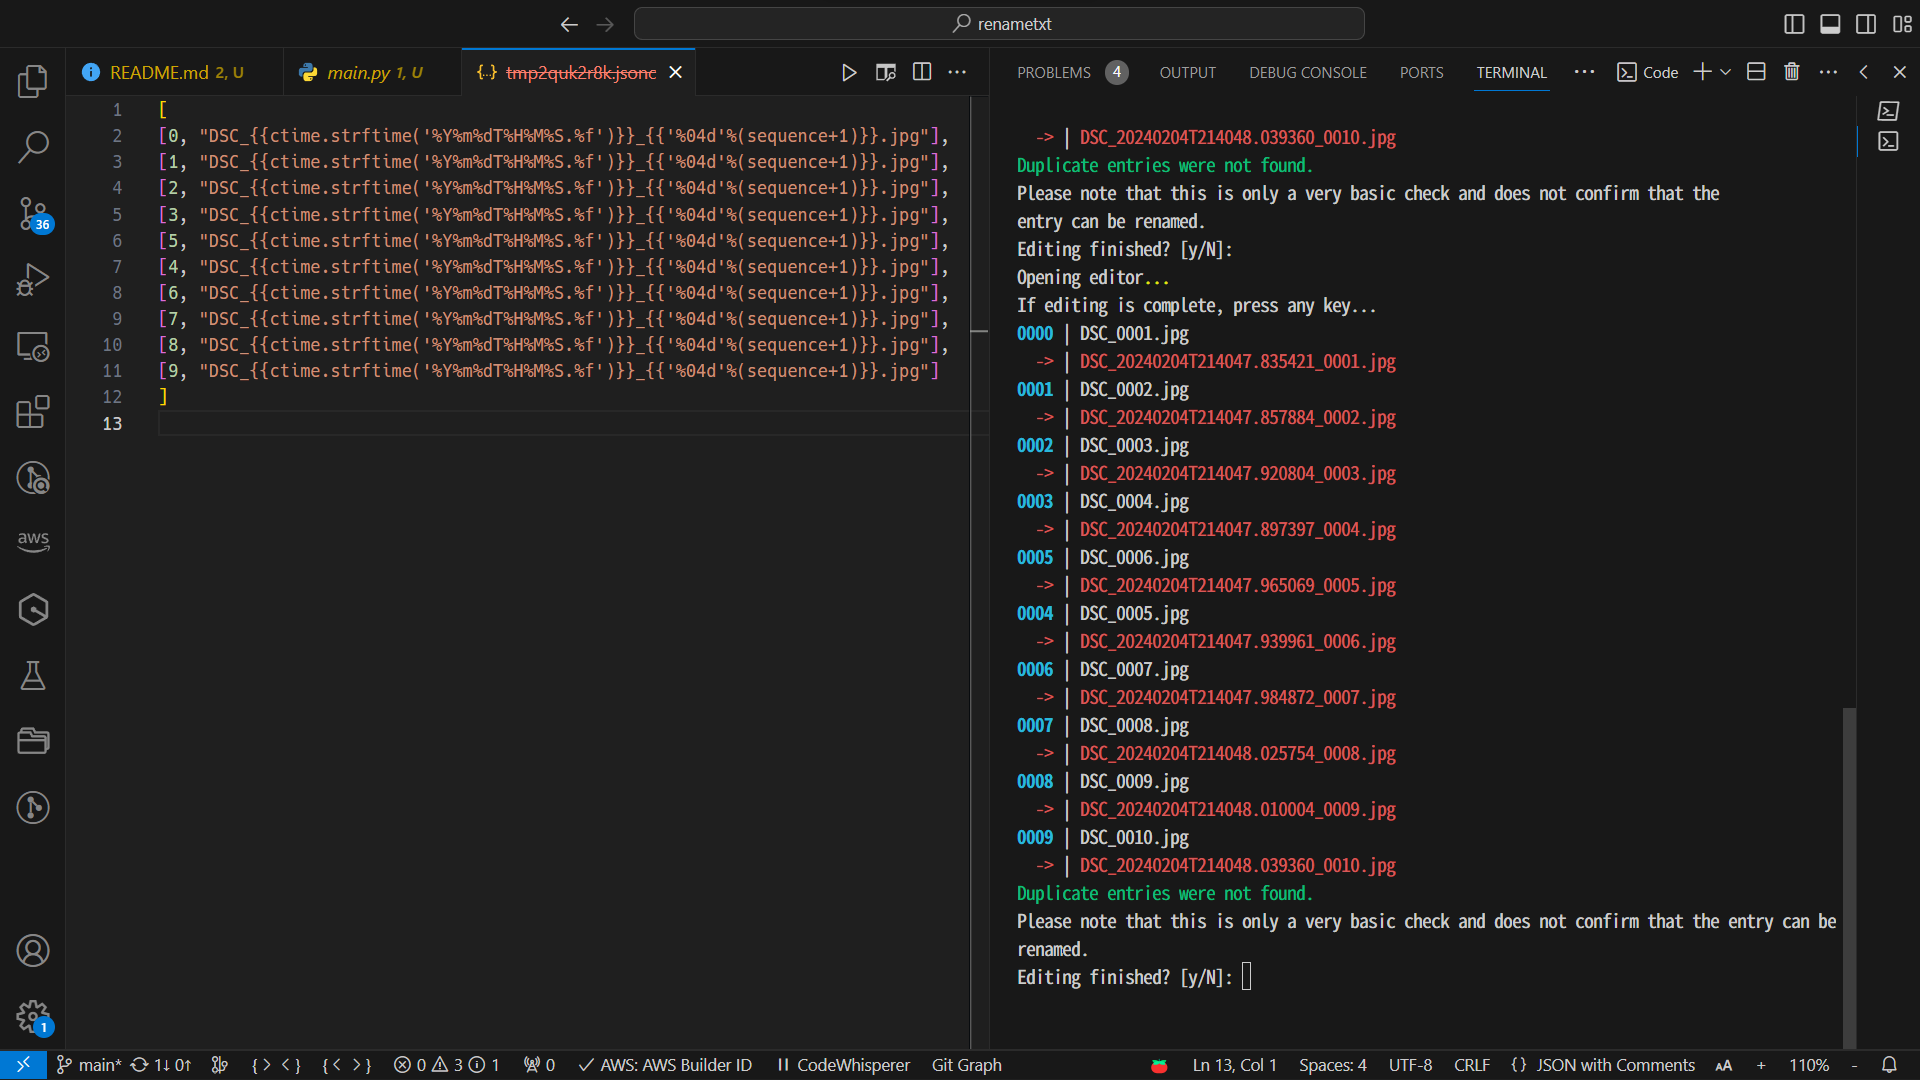 renametxt
README.md 2, U
main.py 1, U
{..} tmp2quk2r8k.jsonc
1 [
2 [0, "DSC_{{ctime.strftime('%Y%m%dT%H%M%S.%f')}}_{{'%04d'%(sequence+1)}}.jpg"],
3 [1, "DSC_{{ctime.strftime('%Y%m%dT%H%M%S.%f')}}_{{'%04d'%(sequence+1)}}.jpg"],
4 [2, "DSC_{{ctime.strftime('%Y%m%dT%H%M%S.%f')}}_{{'%04d'%(sequence+1)}}.jpg"],
5 [3, "DSC_{{ctime.strftime('%Y%m%dT%H%M%S.%f')}}_{{'%04d'%(sequence+1)}}.jpg"],
6 [5, "DSC_{{ctime.strftime('%Y%m%dT%H%M%S.%f')}}_{{'%04d'%(sequence+1)}}.jpg"],
7 [4, "DSC_{{ctime.strftime('%Y%m%dT%H%M%S.%f')}}_{{'%04d'%(sequence+1)}}.jpg"],
8 [6, "DSC_{{ctime.strftime('%Y%m%dT%H%M%S.%f')}}_{{'%04d'%(sequence+1)}}.jpg"],
9 [7, "DSC_{{ctime.strftime('%Y%m%dT%H%M%S.%f')}}_{{'%04d'%(sequence+1)}}.jpg"],
10 [8, "DSC_{{ctime.strftime('%Y%m%dT%H%M%S.%f')}}_{{'%04d'%(sequence+1)}}.jpg"],
11 [9, "DSC_{{ctime.strftime('%Y%m%dT%H%M%S.%f')}}_{{'%04d'%(sequence+1)}}.jpg"]
12 ]
13
36
aws
1
PROBLEMS 4 OUTPUT DEBUG CONSOLE PORTS TERMINAL ... Code
-> | DSC_20240204T214048.039360_0010.jpg
Duplicate entries were not found.
Please note that this is only a very basic check and does not confirm that the
entry can be renamed.
Editing finished? [y/N]:
Opening editor...
If editing is complete, press any key...
0000 | DSC_0001.jpg
-> | DSC_20240204T214047.835421_0001.jpg
0001 | DSC_0002.jpg
-> | DSC_20240204T214047.857884_0002.jpg
0002 | DSC_0003.jpg
-> | DSC_20240204T214047.920804_0003.jpg
0003 | DSC_0004.jpg
-> | DSC_20240204T214047.897397_0004.jpg
0005 | DSC_0006.jpg
-> | DSC_20240204T214047.965069_0005.jpg
0004 | DSC_0005.jpg
-> | DSC_20240204T214047.939961_0006.jpg
0006 | DSC_0007.jpg
-> | DSC_20240204T214047.984872_0007.jpg
0007 | DSC_0008.jpg
-> | DSC_20240204T214048.025754_0008.jpg
0008 | DSC_0009.jpg
-> | DSC_20240204T214048.010004_0009.jpg
0009 | DSC_0010.jpg
-> | DSC_20240204T214048.039360_0010.jpg
Duplicate entries were not found.
Please note that this is only a very basic check and does not confirm that the entry can be
renamed.
Editing finished? [y/N]:
main* 1↓ 0↑ {> <} {< >} 0 3 1 0 AWS: AWS Builder ID CodeWhisperer Git Graph Ln 13, Col 1 Spaces: 4 UTF-8 CRLF {} JSON with Comments AA + 110% -